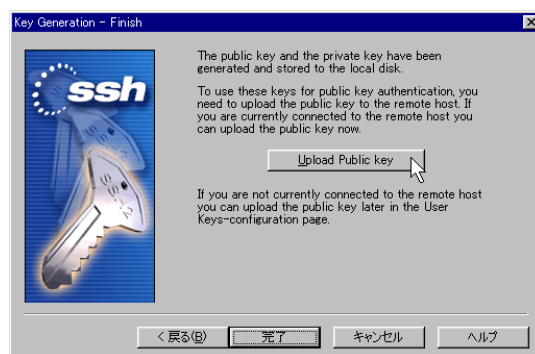 Key Generation - Finish
ssh
The public key and the private key have been
generated and stored to the local disk.
To use these keys for public key authentication, you
need to upload the public key to the remote host. If
you are currently connected to the remote host you
can upload the public key now.
Upload Public key
If you are not currently connected to the remote host
you can upload the public key later in the User
Keys-configuration page.
< 戻る(B)
完了
キャンセル
ヘルプ